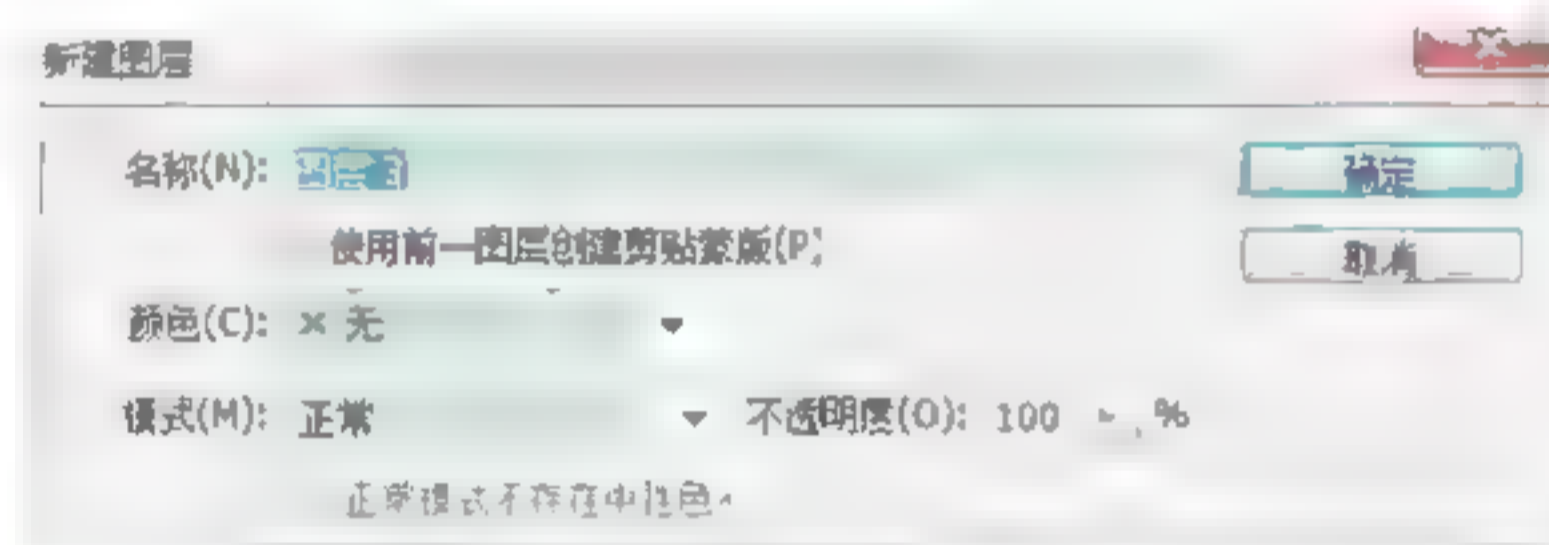 新建图层
名称(N): 图层 确定
使用前一图层创建剪贴蒙版(P) 取消
颜色(C): × 无
模式(M): 正常 不透明度(O): 100 %
(正常模式不存在中性色。)